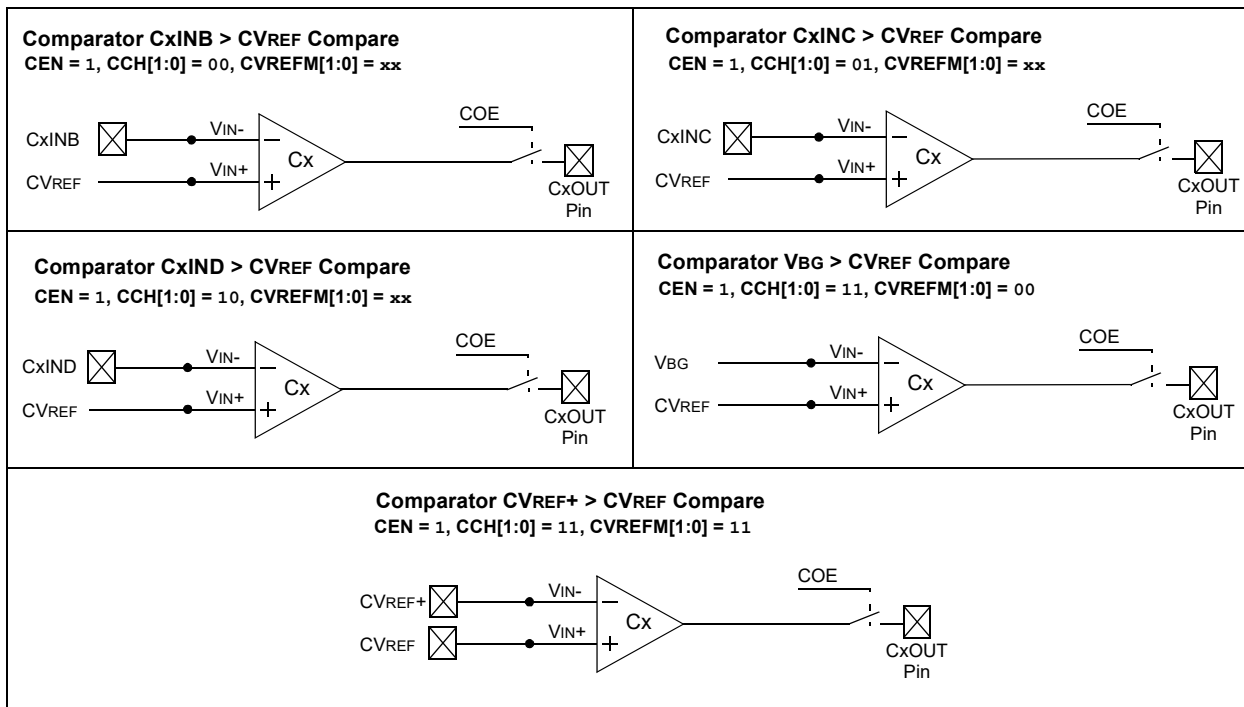 Comparator CxINB > CVREF Compare
CEN = 1, CCH[1:0] = 00, CVREFM[1:0] = xx
COE
CxINB
VIN-
Cx
CVREF
VIN+
CxOUT
Pin
Comparator CxINC > CVREF Compare
CEN = 1, CCH[1:0] = 01, CVREFM[1:0] = xx
COE
CxINC
VIN-
Cx
CVREF
VIN+
CxOUT
Pin
Comparator CxIND > CVREF Compare
CEN = 1, CCH[1:0] = 10, CVREFM[1:0] = xx
COE
CxIND
VIN-
Cx
CVREF
VIN+
CxOUT
Pin
Comparator VBG > CVREF Compare
CEN = 1, CCH[1:0] = 11, CVREFM[1:0] = 00
COE
VBG
VIN-
Cx
CVREF
VIN+
CxOUT
Pin
Comparator CVREF+ > CVREF Compare
CEN = 1, CCH[1:0] = 11, CVREFM[1:0] = 11
COE
CVREF+
VIN-
Cx
CVREF
VIN+
CxOUT
Pin